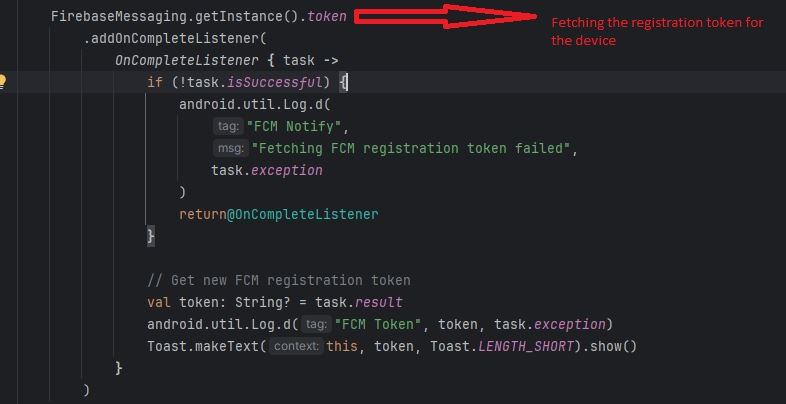 FirebaseMessaging.getInstance().token
Fetching the registration token for
the device
.addOnCompleteListener(
OnCompleteListener { task ->
if (!task.isSuccessful) {
android.util.Log.d(
tag: "FCM Notify",
msg: "Fetching FCM registration token failed",
task.exception
)
return@OnCompleteListener
}
// Get new FCM registration token
val token: String? = task.result
android.util.Log.d( tag: "FCM Token", token, task.exception)
Toast.makeText( context: this, token, Toast.LENGTH_SHORT).show()
}
)